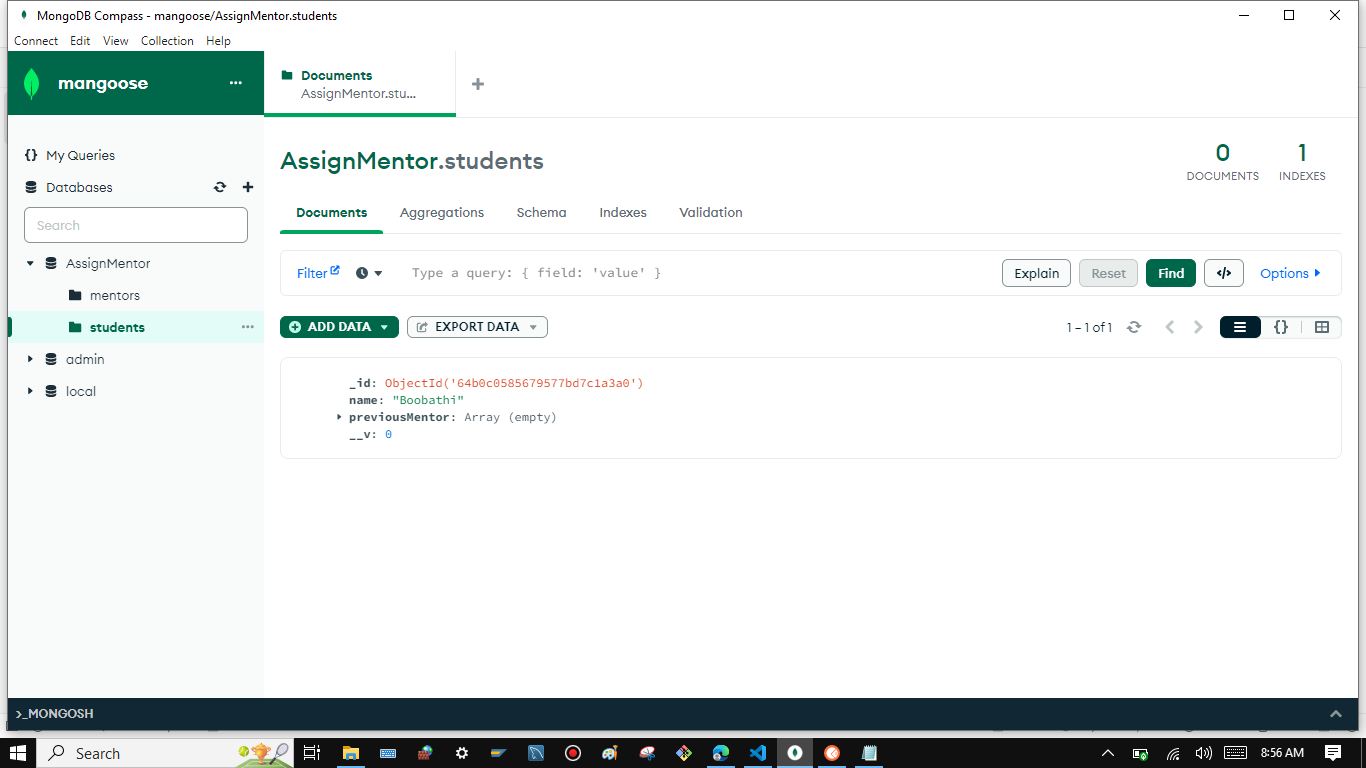 MongoDB Compass - mangoose/AssignMentor.students
Connect Edit View Collection Help
mangoose
Documents
AssignMentor.stu...
My Queries
Databases
Search
AssignMentor
mentors
students
admin
local
AssignMentor.students
0
DOCUMENTS
1
INDEXES
Documents Aggregations Schema Indexes Validation
Filter Type a query: { field: 'value' } Explain Reset Find </> Options
ADD DATA EXPORT DATA 1 – 1 of 1 {}
_id: ObjectId('64b0c0585679577bd7c1a3a0')
name: "Boobathi"
previousMentor: Array (empty)
__v: 0
>_MONGOSH
Search
8:56 AM